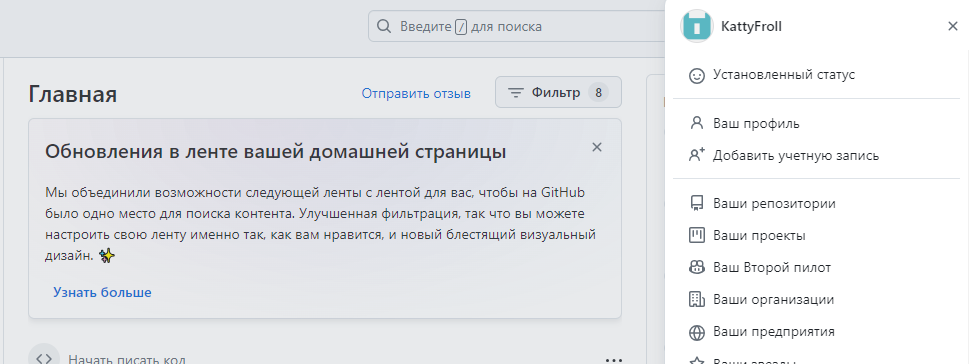 Введите / для поиска
KattyFroll
Установленный статус
Главная
Отправить отзыв
Фильтр 8
Ваш профиль
Добавить учетную запись
Обновления в ленте вашей домашней страницы
Мы объединили возможности следующей ленты с лентой для вас, чтобы на GitHub
было одно место для поиска контента. Улучшенная фильтрация, так что вы можете
настроить свою ленту именно так, как вам нравится, и новый блестящий визуальный
дизайн. ✨
Узнать больше
Ваши репозитории
Ваши проекты
Ваш Второй пилот
Ваши организации
Ваши предприятия
Начать писать код
Ваши звезды